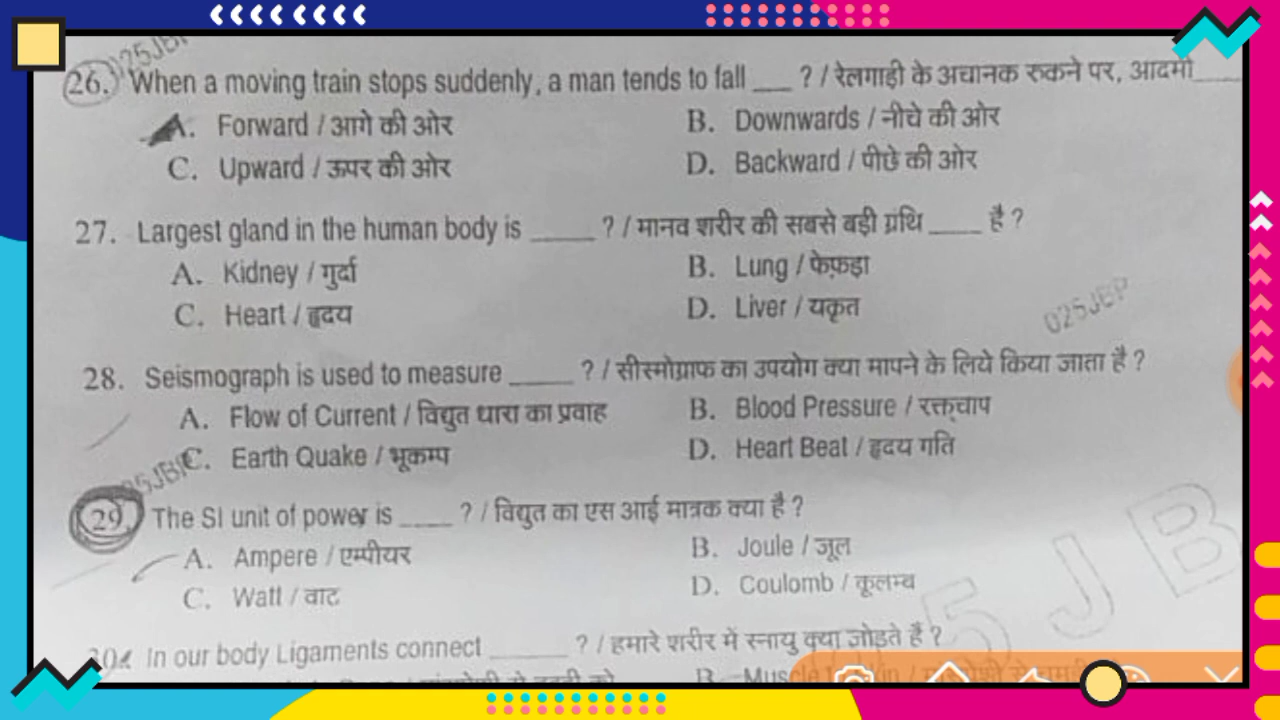 26. When a moving train stops suddenly, a man tends to fall ___ ? / रेलगाड़ी के अचानक रुकने पर, आदमी ___
A. Forward / आगे की ओर B. Downwards / नीचे की ओर
C. Upward / ऊपर की ओर D. Backward / पीछे की ओर
27. Largest gland in the human body is _____ ? / मानव शरीर की सबसे बड़ी ग्रंथि ____ है ?
A. Kidney / गुर्दा B. Lung / फेफ़ड़ा
C. Heart / हृदय D. Liver / यकृत
025JBP
28. Seismograph is used to measure _____ ? / सीस्मोग्राफ का उपयोग क्या मापने के लिये किया जाता है ?
A. Flow of Current / विद्युत धारा का प्रवाह B. Blood Pressure / रक्तचाप
C. Earth Quake / भूकम्प D. Heart Beat / हृदय गति
29. The SI unit of power is ____ ? / विद्युत का एस आई मात्रक क्या है ?
A. Ampere / एम्पीयर B. Joule / जूल
C. Watt / वाट D. Coulomb / कूलम्ब
5 J B
30. In our body Ligaments connect ______ ? / हमारे शरीर में स्नायु क्या जोड़ते हैं ?